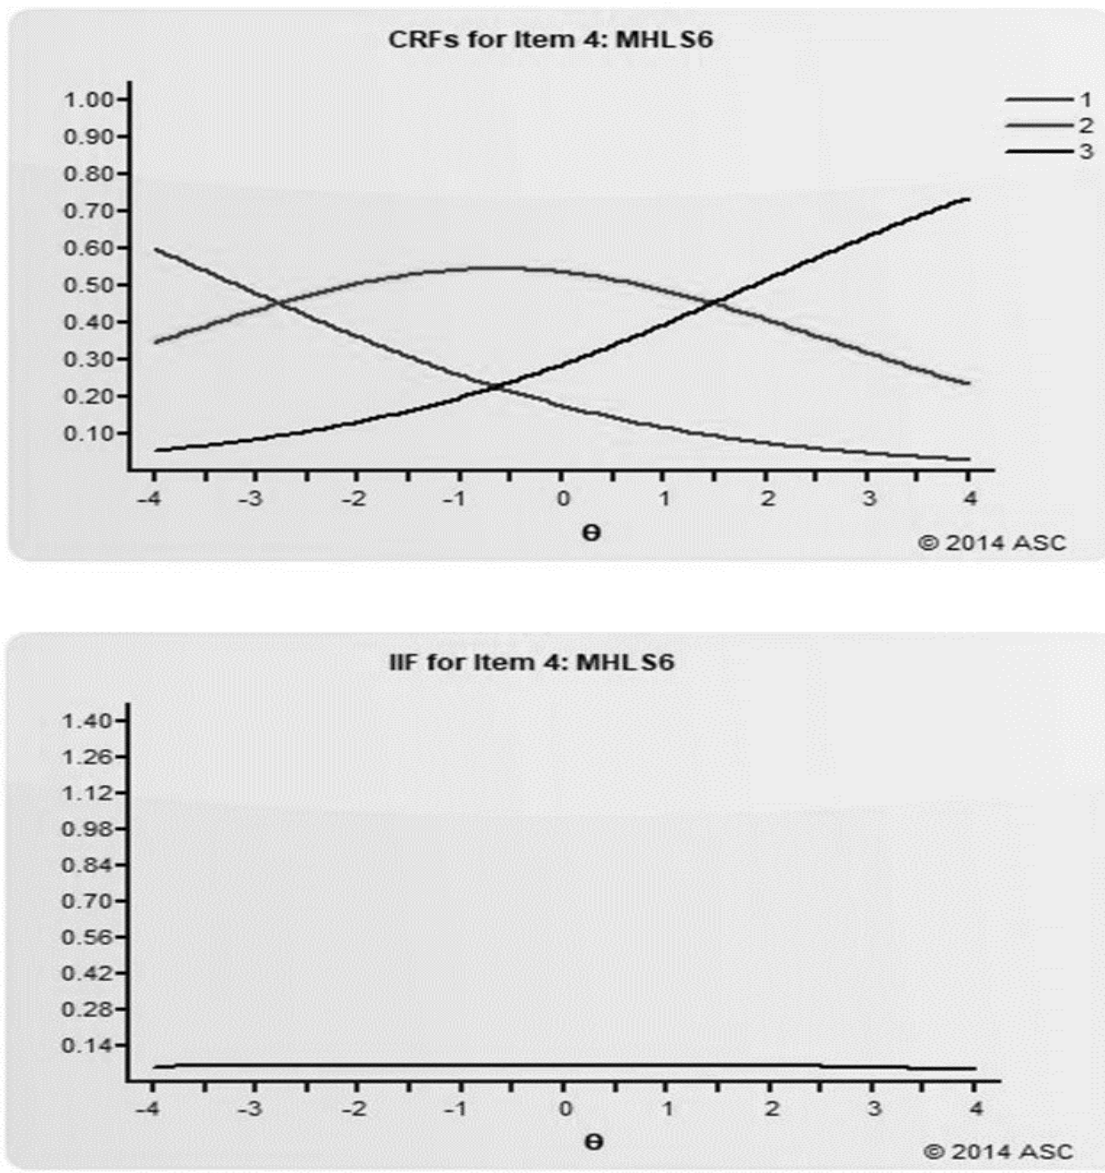 CRFs for Item 4: MHLS6
1.00
0.90
0.80
0.70
0.60
0.50
0.40
0.30
0.20
0.10
1
2
3
-4 -3 -2 -1 0 1 2 3 4
Θ
© 2014 ASC
IIF for Item 4: MHLS6
1.40
1.26
1.12
0.98
0.84
0.70
0.56
0.42
0.28
0.14
-4 -3 -2 -1 0 1 2 3 4
Θ
© 2014 ASC